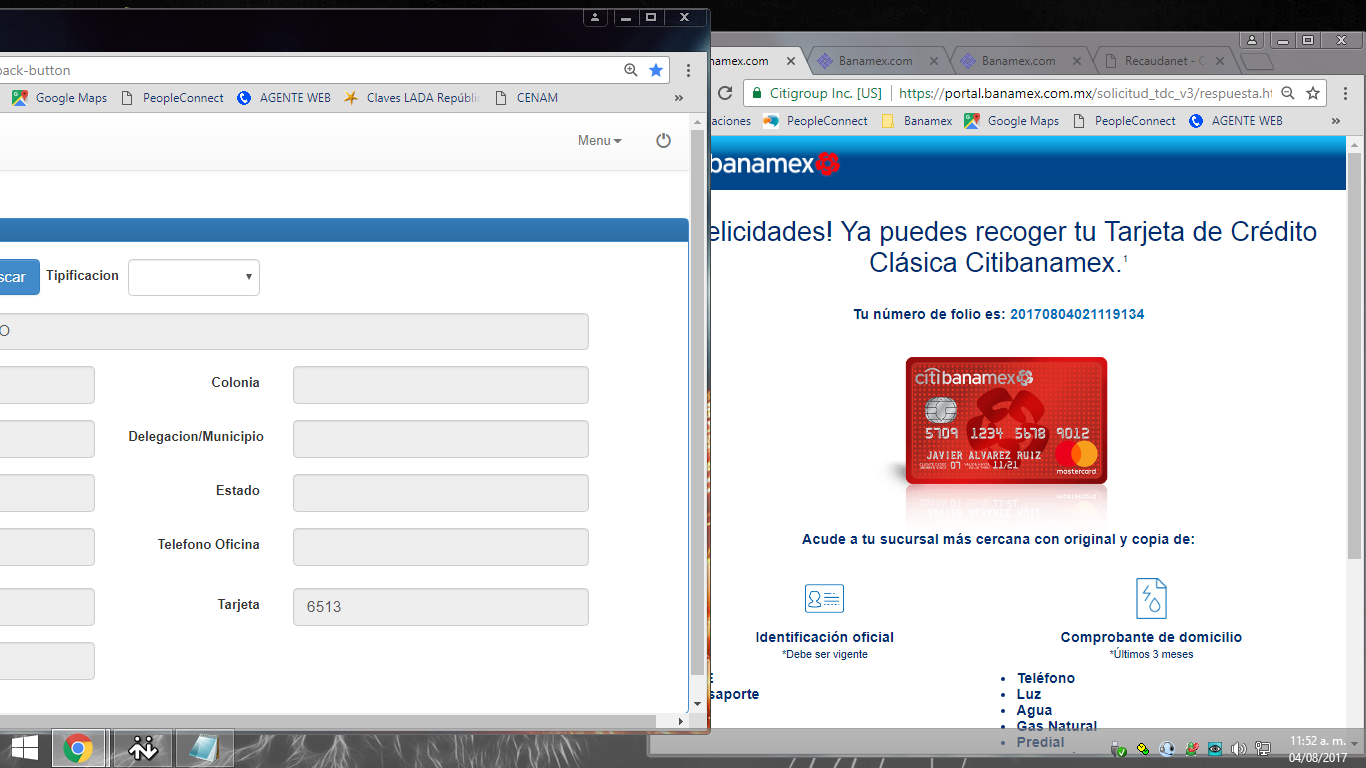 back-button
Google Maps
PeopleConnect
AGENTE WEB
Claves LADA Repúblic
CENAM
»
Menu
scar
Tipificacion
O
Colonia
Delegacion/Municipio
Estado
Telefono Oficina
Tarjeta
6513
namex.com
Banamex.com
Banamex.com
Recaudanet - C
Citigroup Inc. [US]
https://portal.banamex.com.mx/solicitud_tdc_v3/respuesta.ht
aciones
PeopleConnect
Banamex
Google Maps
PeopleConnect
AGENTE WEB
»
banamex
elicidades! Ya puedes recoger tu Tarjeta de Crédito
Clásica Citibanamex.1
Tu número de folio es: 20170804021119134
citibanamex
5709 1234 5678 9012
07
11/21
JAVIER ALVAREZ RUIZ
mastercard
Acude a tu sucursal más cercana con original y copia de:
Identificación oficial
*Debe ser vigente
E
saporte
Comprobante de domicilio
*Últimos 3 meses
• Teléfono
• Luz
• Agua
• Gas Natural
• Predial
11:52 a. m.
04/08/2017